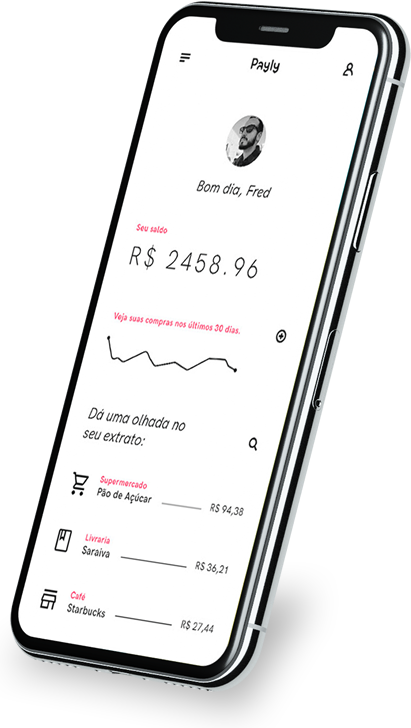 Payly
Bom dia, Fred
Seu saldo
R$ 2458.96
Veja suas compras nos últimos 30 dias.
Dá uma olhada no
seu extrato:
Supermercado
Pão de Açúcar R$ 94,38
Livraria
Saraiva R$ 36,21
Café
Starbucks R$ 27,44